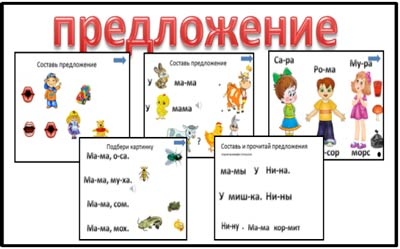 предложение
Составь предложение
Составь предложение
У ма-ма
У мама
?
Са-ра
Ро-ма
Му-ра
сор
морс
Подбери картинку
Ма-ма, о-са.
Ма-ма, му-ха.
Ма-ма, сом.
Ма-ма, мох.
Составь и прочитай предложения
ма-мы У Ни-на.
У миш-ка. Ни-ны
Ни-ну . Ма-ма кор-мит